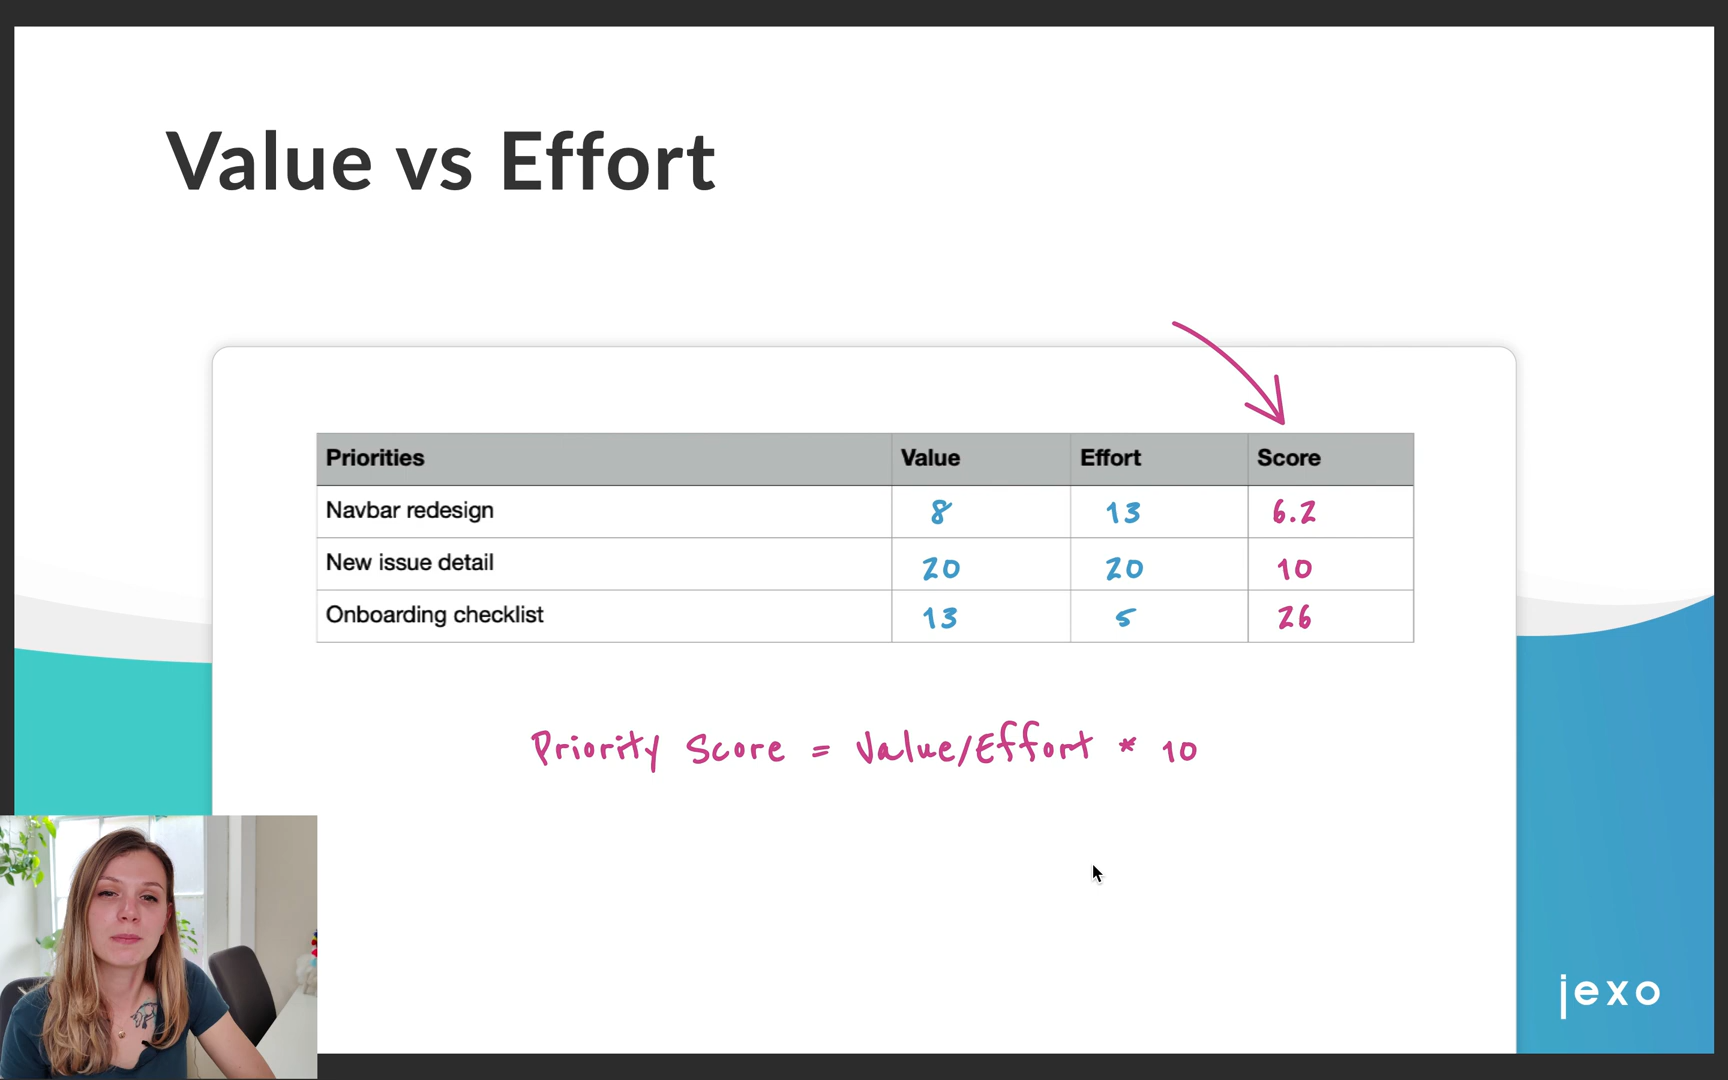 Value vs Effort
Priorities Value Effort Score
Navbar redesign 8 13 6.2
New issue detail 20 20 10
Onboarding checklist 13 5 26
Priority Score = Value/Effort * 10
jexo